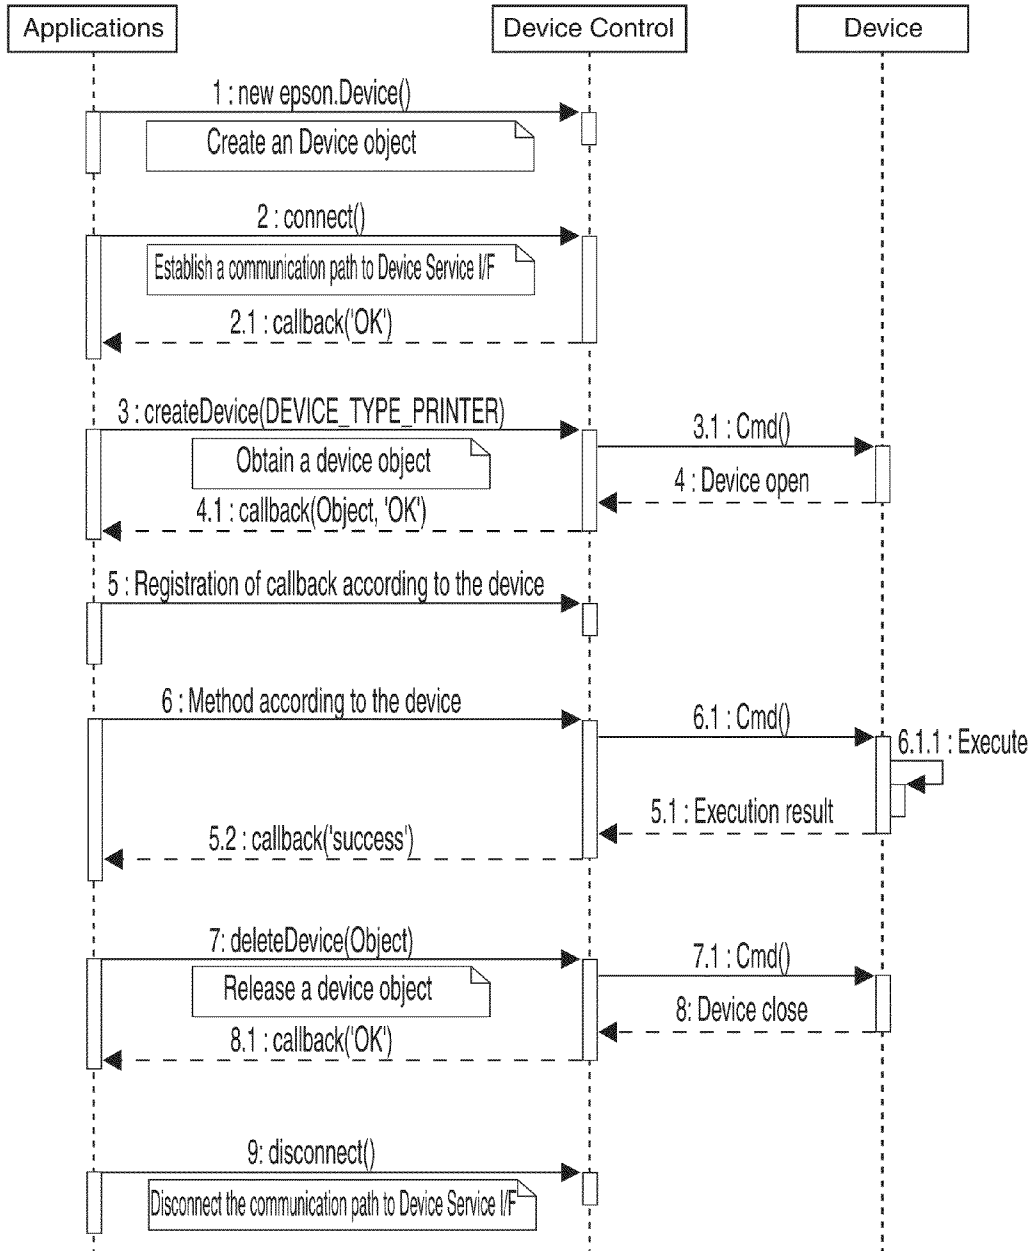 Applications
Device Control
Device
1 : new epson.Device()
Create an Device object
2 : connect()
Establish a communication path to Device Service I/F
2.1 : callback('OK')
3 : createDevice(DEVICE_TYPE_PRINTER)
3.1 : Cmd()
Obtain a device object
4 : Device open
4.1 : callback(Object, 'OK')
5 : Registration of callback according to the device
6 : Method according to the device
6.1 : Cmd()
6.1.1 : Execute
5.1 : Execution result
5.2 : callback('success')
7: deleteDevice(Object)
7.1 : Cmd()
Release a device object
8: Device close
8.1 : callback('OK')
9: disconnect()
Disconnect the communication path to Device Service I/F